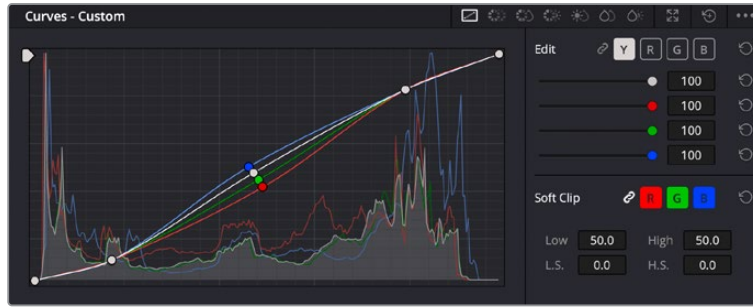 Curves - Custom
Edit Y R G B
100
100
100
100
Soft Clip R G B
Low 50.0 High 50.0
L.S. 0.0 H.S. 0.0